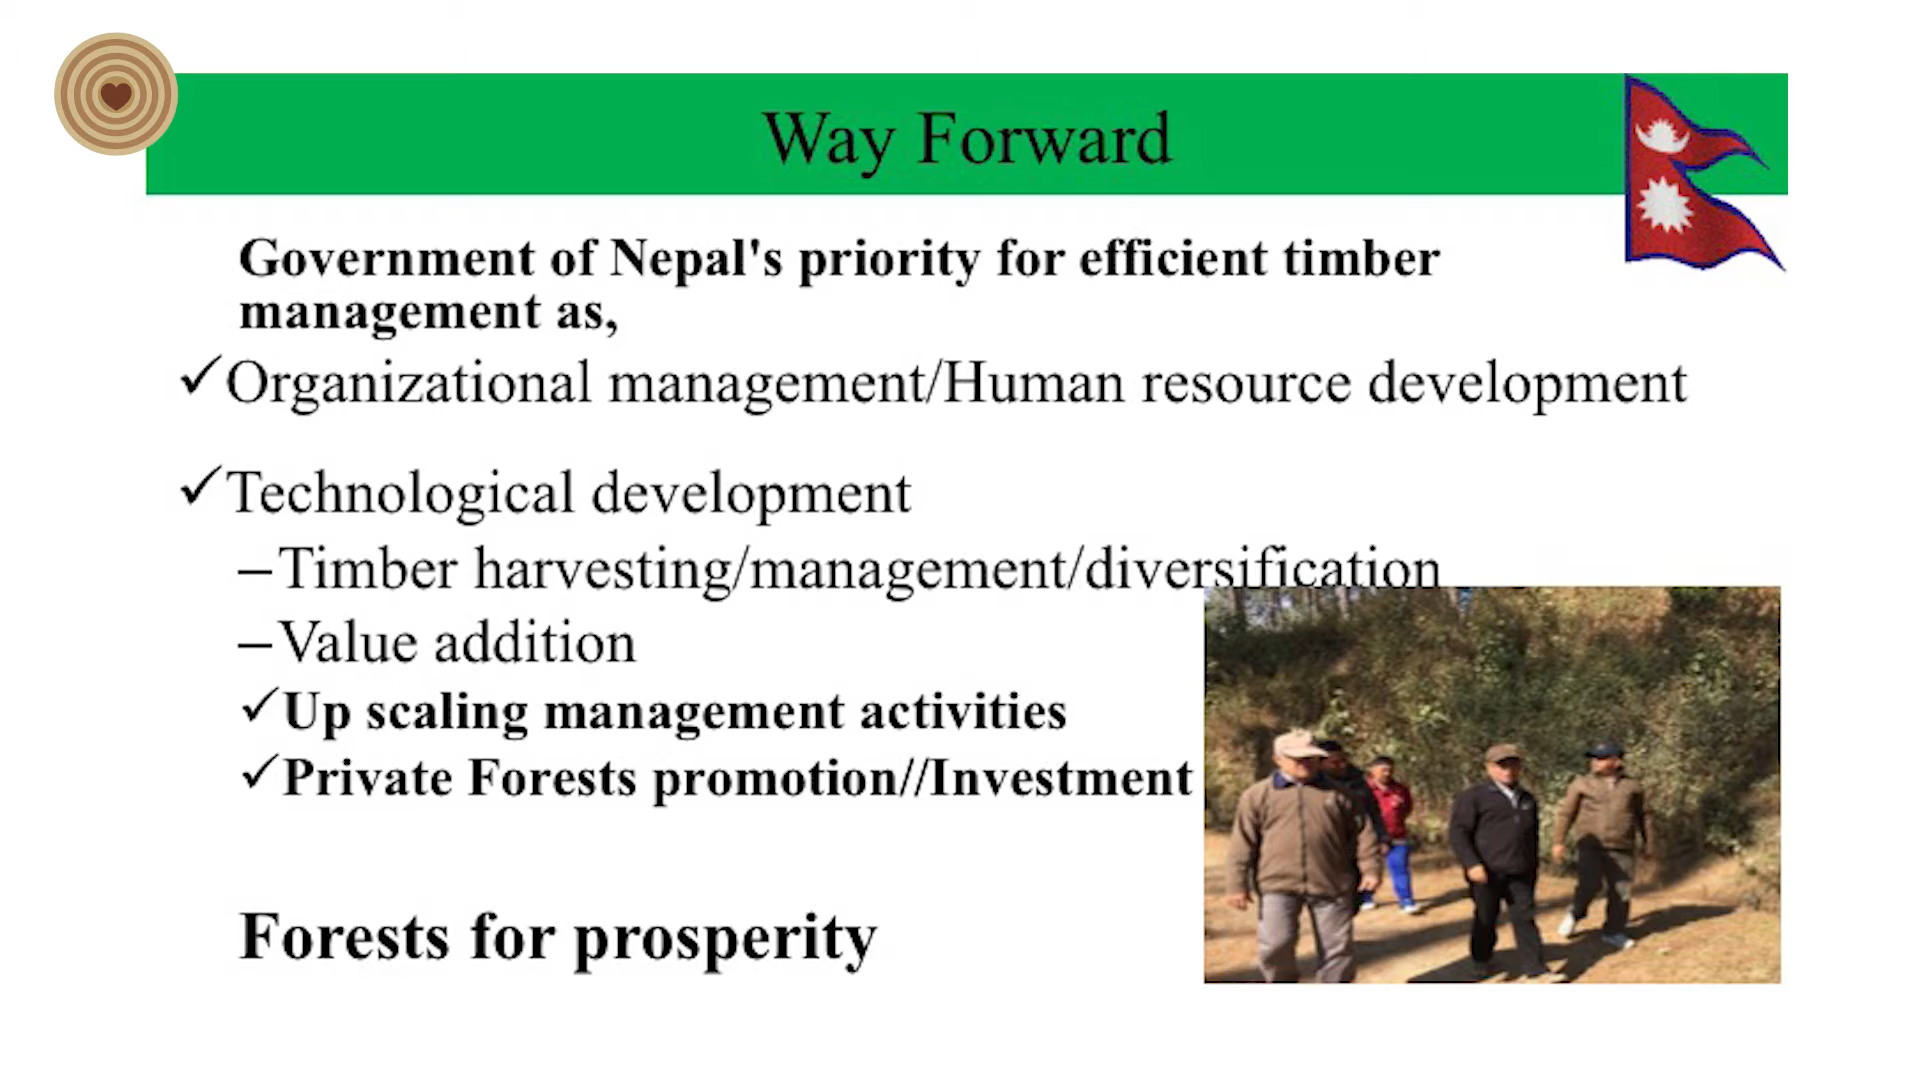 Way Forward
Government of Nepal's priority for efficient timber
management as,
✓Organizational management/Human resource development
✓Technological development
–Timber harvesting/management/diversification
–Value addition
✓Up scaling management activities
✓Private Forests promotion//Investment
Forests for prosperity